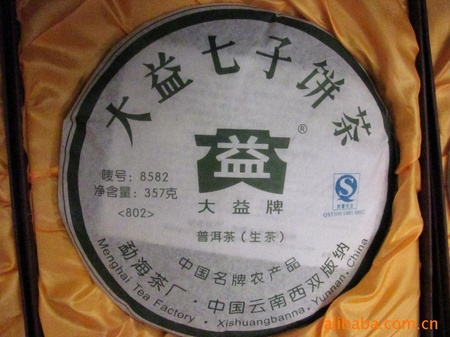 大益七子饼茶
益®
唛号：8582
净含量：357克
<802>
大益牌
普洱茶（生茶）
中国名牌农产品
勐海茶厂·中国云南西双版纳
Menghai Tea Factory · Xishuangbanna, Yunnan, China
alibaba.com.cn